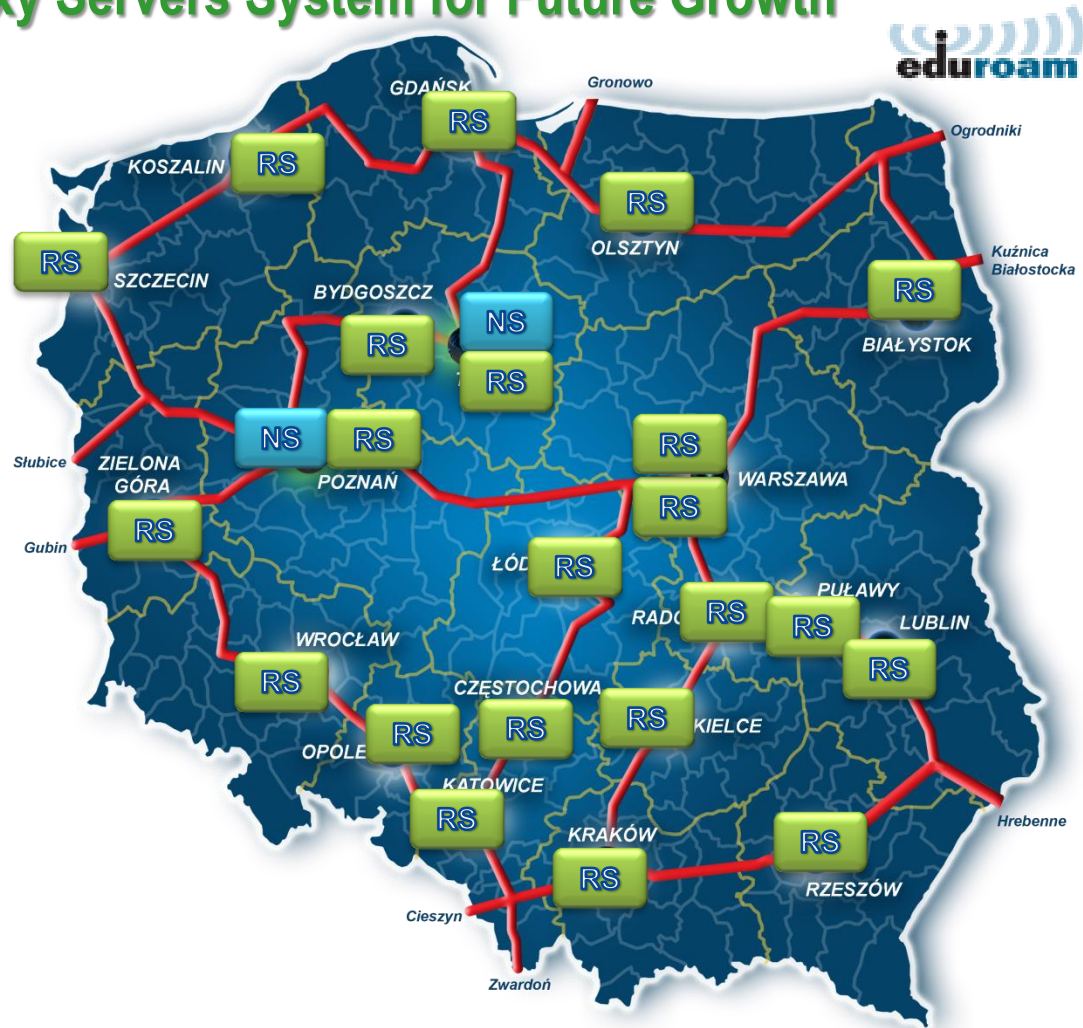 ky Servers System for Future Growth
eduroam
GDAŃSK
Gronowo
RS
Ogrodniki
KOSZALIN
RS
RS
OLSZTYN
Kuźnica
Białostocka
RS
SZCZECIN
BYDGOSZCZ
RS
BIAŁYSTOK
NS
RS
RS
NS
RS
POZNAŃ
Słubice
ZIELONA
GÓRA
RS
WARSZAWA
RS
RS
Gubin
ŁÓD
RS
RADO
RS
PUŁAWY
RS
LUBLIN
RS
WROCŁAW
RS
CZĘSTOCHOWA
RS
RS
KIELCE
OPOLE
RS
KATOWICE
RS
Hrebenne
KRAKÓW
RS
RS
RZESZÓW
Cieszyn
Zwardoń